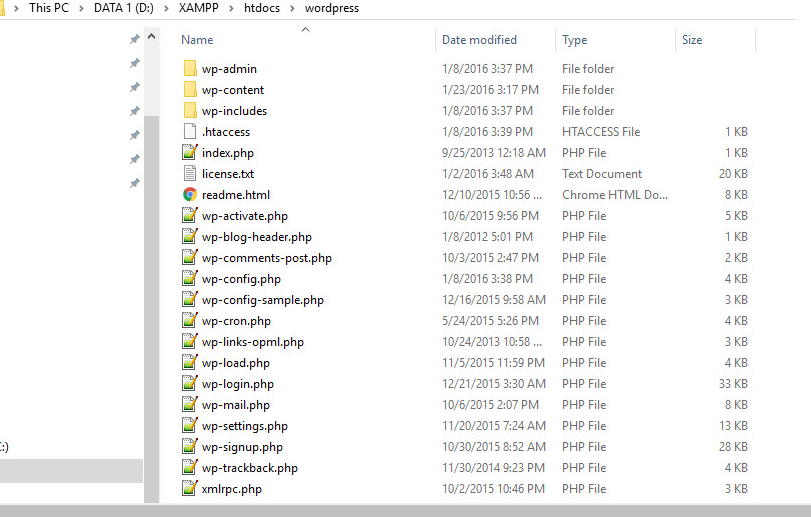 This PC > DATA 1 (D:) > XAMPP > htdocs > wordpress
Name Date modified Type Size
wp-admin 1/8/2016 3:37 PM File folder
wp-content 1/23/2016 3:17 PM File folder
wp-includes 1/8/2016 3:37 PM File folder
.htaccess 1/8/2016 3:39 PM HTACCESS File 1 KB
index.php 9/25/2013 12:18 AM PHP File 1 KB
license.txt 1/2/2016 3:48 AM Text Document 20 KB
readme.html 12/10/2015 10:56 ... Chrome HTML Do... 8 KB
wp-activate.php 10/6/2015 9:56 PM PHP File 5 KB
wp-blog-header.php 1/8/2012 5:01 PM PHP File 1 KB
wp-comments-post.php 10/3/2015 2:47 PM PHP File 2 KB
wp-config.php 1/8/2016 3:38 PM PHP File 4 KB
wp-config-sample.php 12/16/2015 9:58 AM PHP File 3 KB
wp-cron.php 5/24/2015 5:26 PM PHP File 4 KB
wp-links-opml.php 10/24/2013 10:58 ... PHP File 3 KB
wp-load.php 11/5/2015 11:59 PM PHP File 4 KB
wp-login.php 12/21/2015 3:30 AM PHP File 33 KB
wp-mail.php 10/6/2015 2:07 PM PHP File 8 KB
wp-settings.php 11/20/2015 7:24 AM PHP File 13 KB
:) wp-signup.php 10/30/2015 8:52 AM PHP File 28 KB
wp-trackback.php 11/30/2014 9:23 PM PHP File 4 KB
xmlrpc.php 10/2/2015 10:46 PM PHP File 3 KB